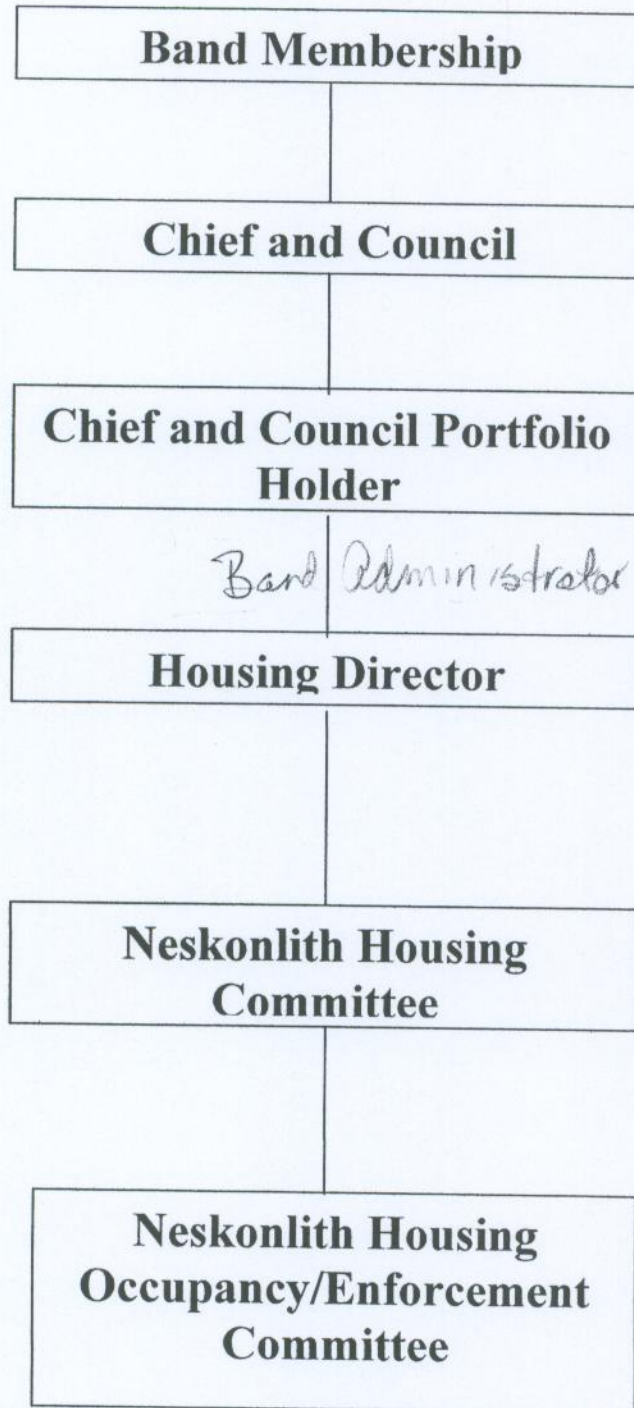 Band Membership
Chief and Council
Chief and Council Portfolio
Holder
Band Administrator
Housing Director
Neskonlith Housing
Committee
Neskonlith Housing
Occupancy/Enforcement
Committee